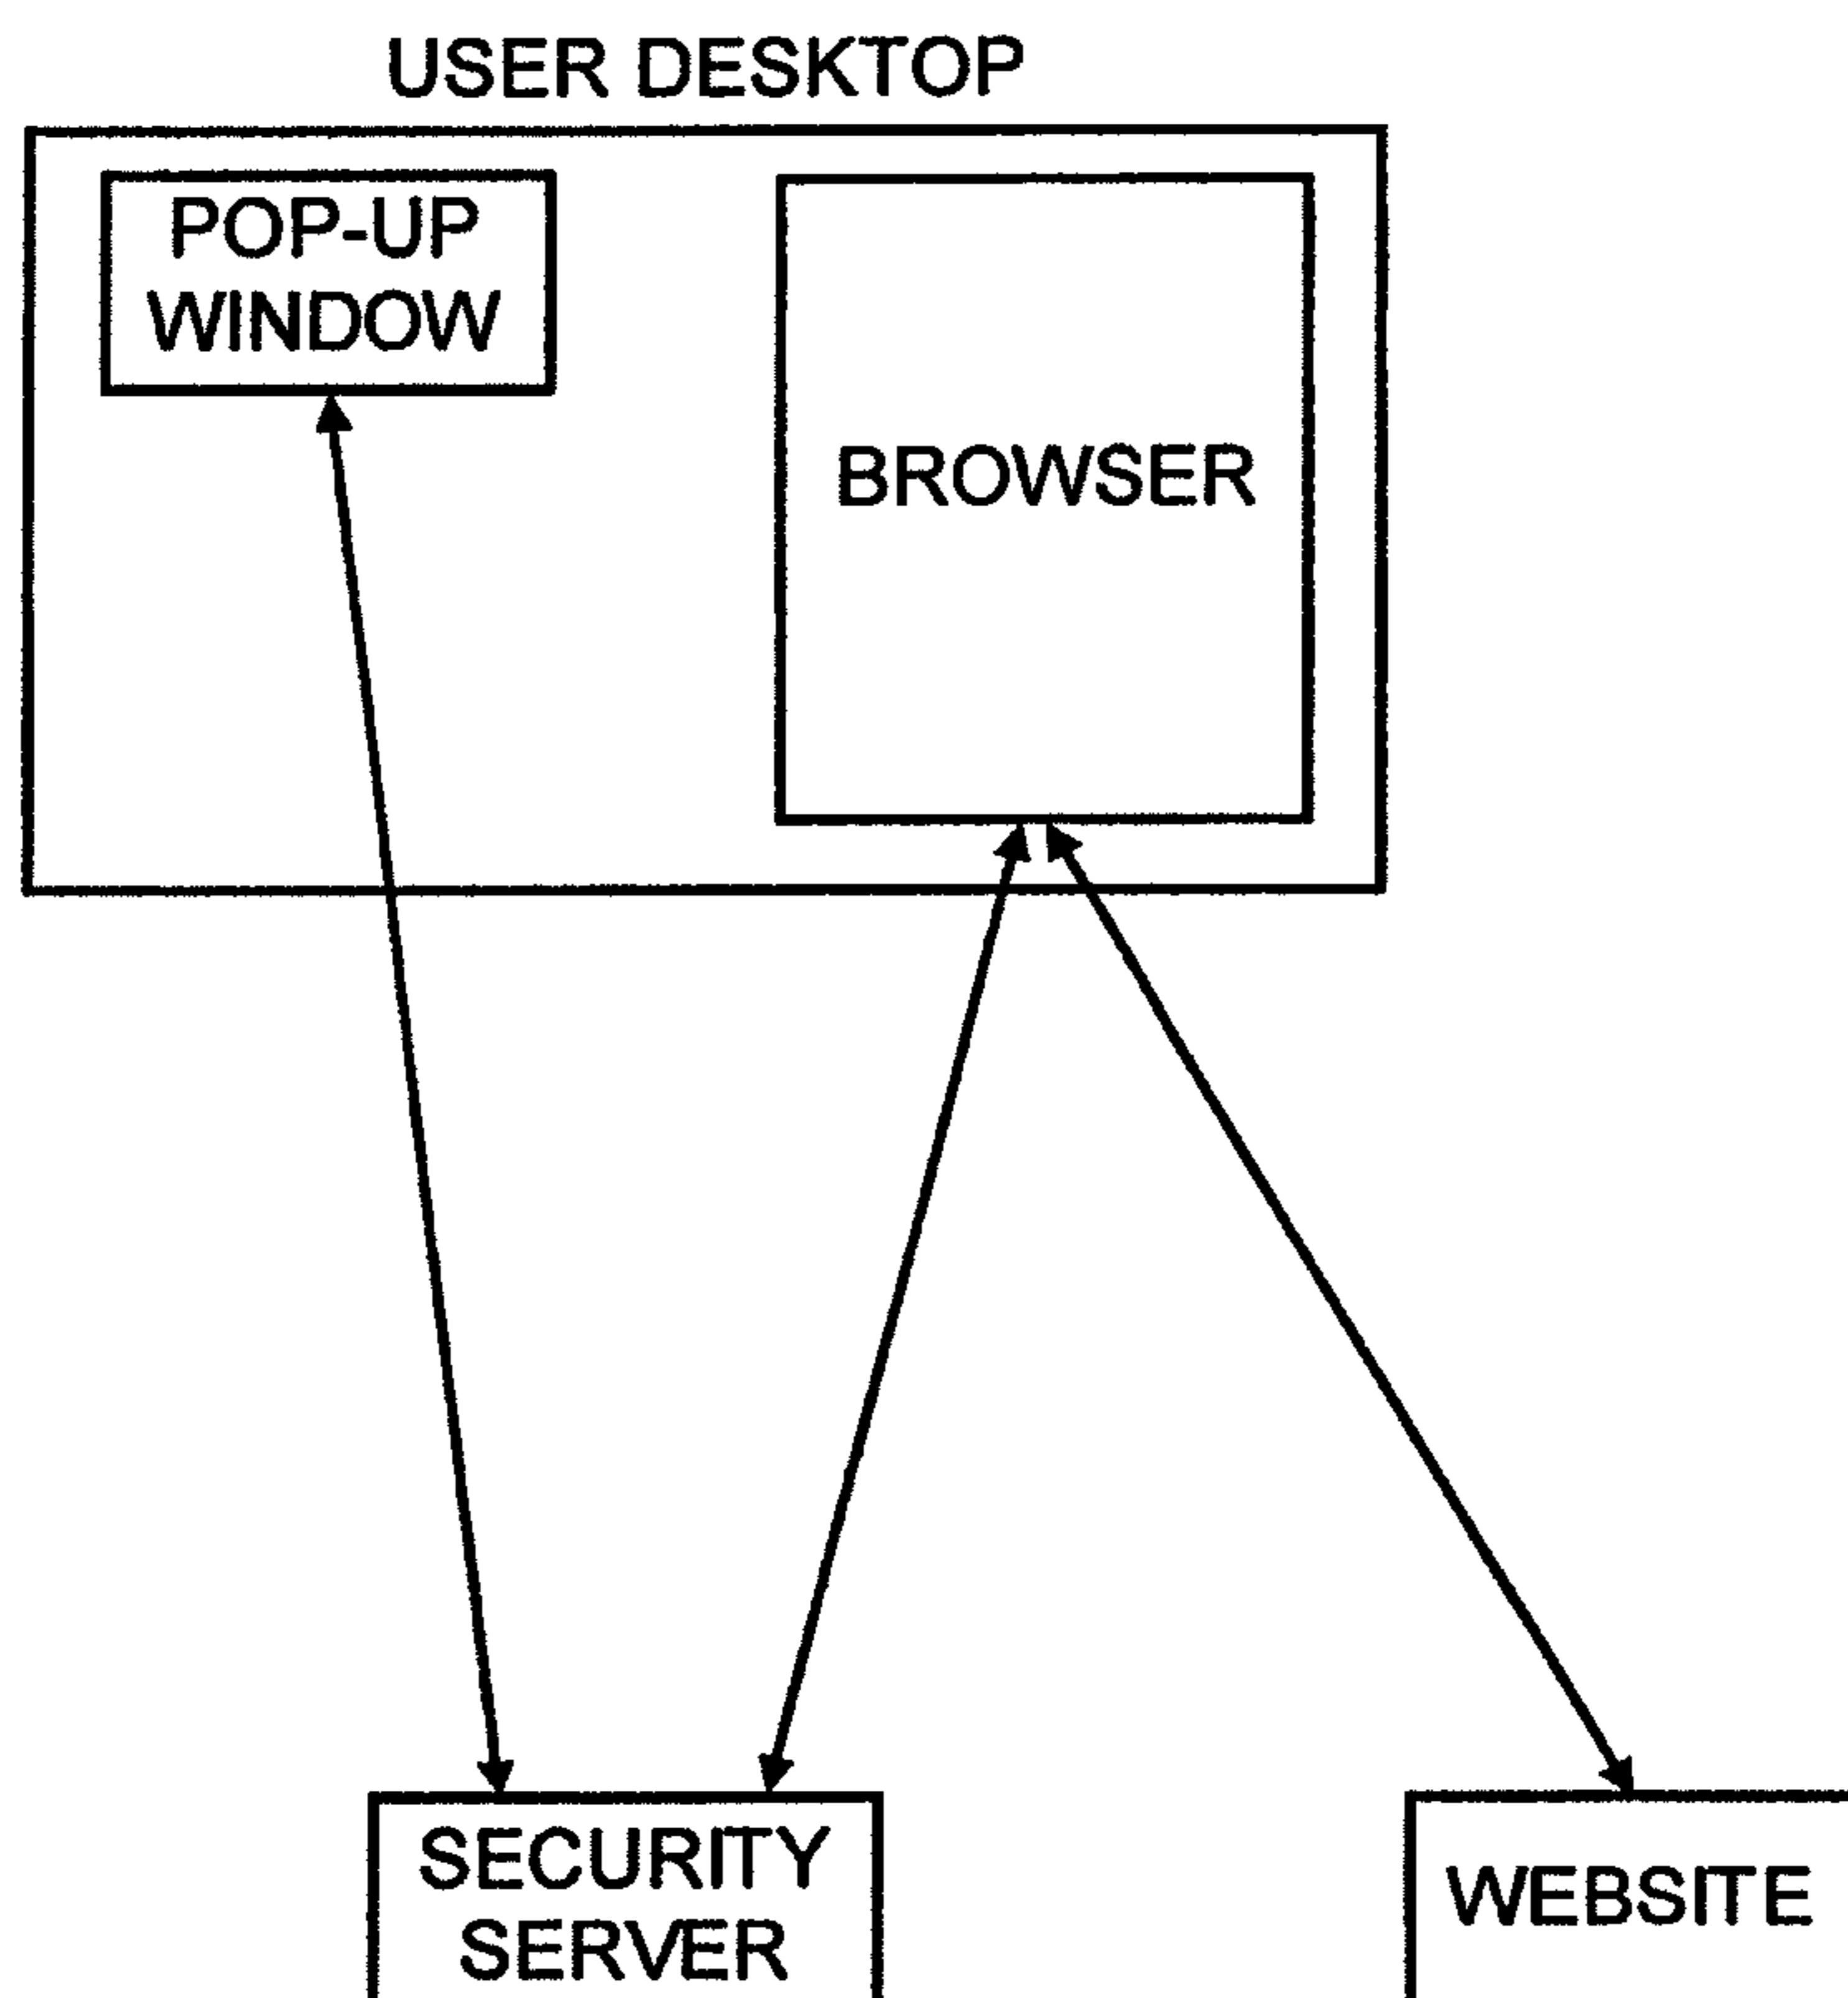 USER DESKTOP
POP-UP
WINDOW
BROWSER
SECURITY
SERVER
WEBSITE